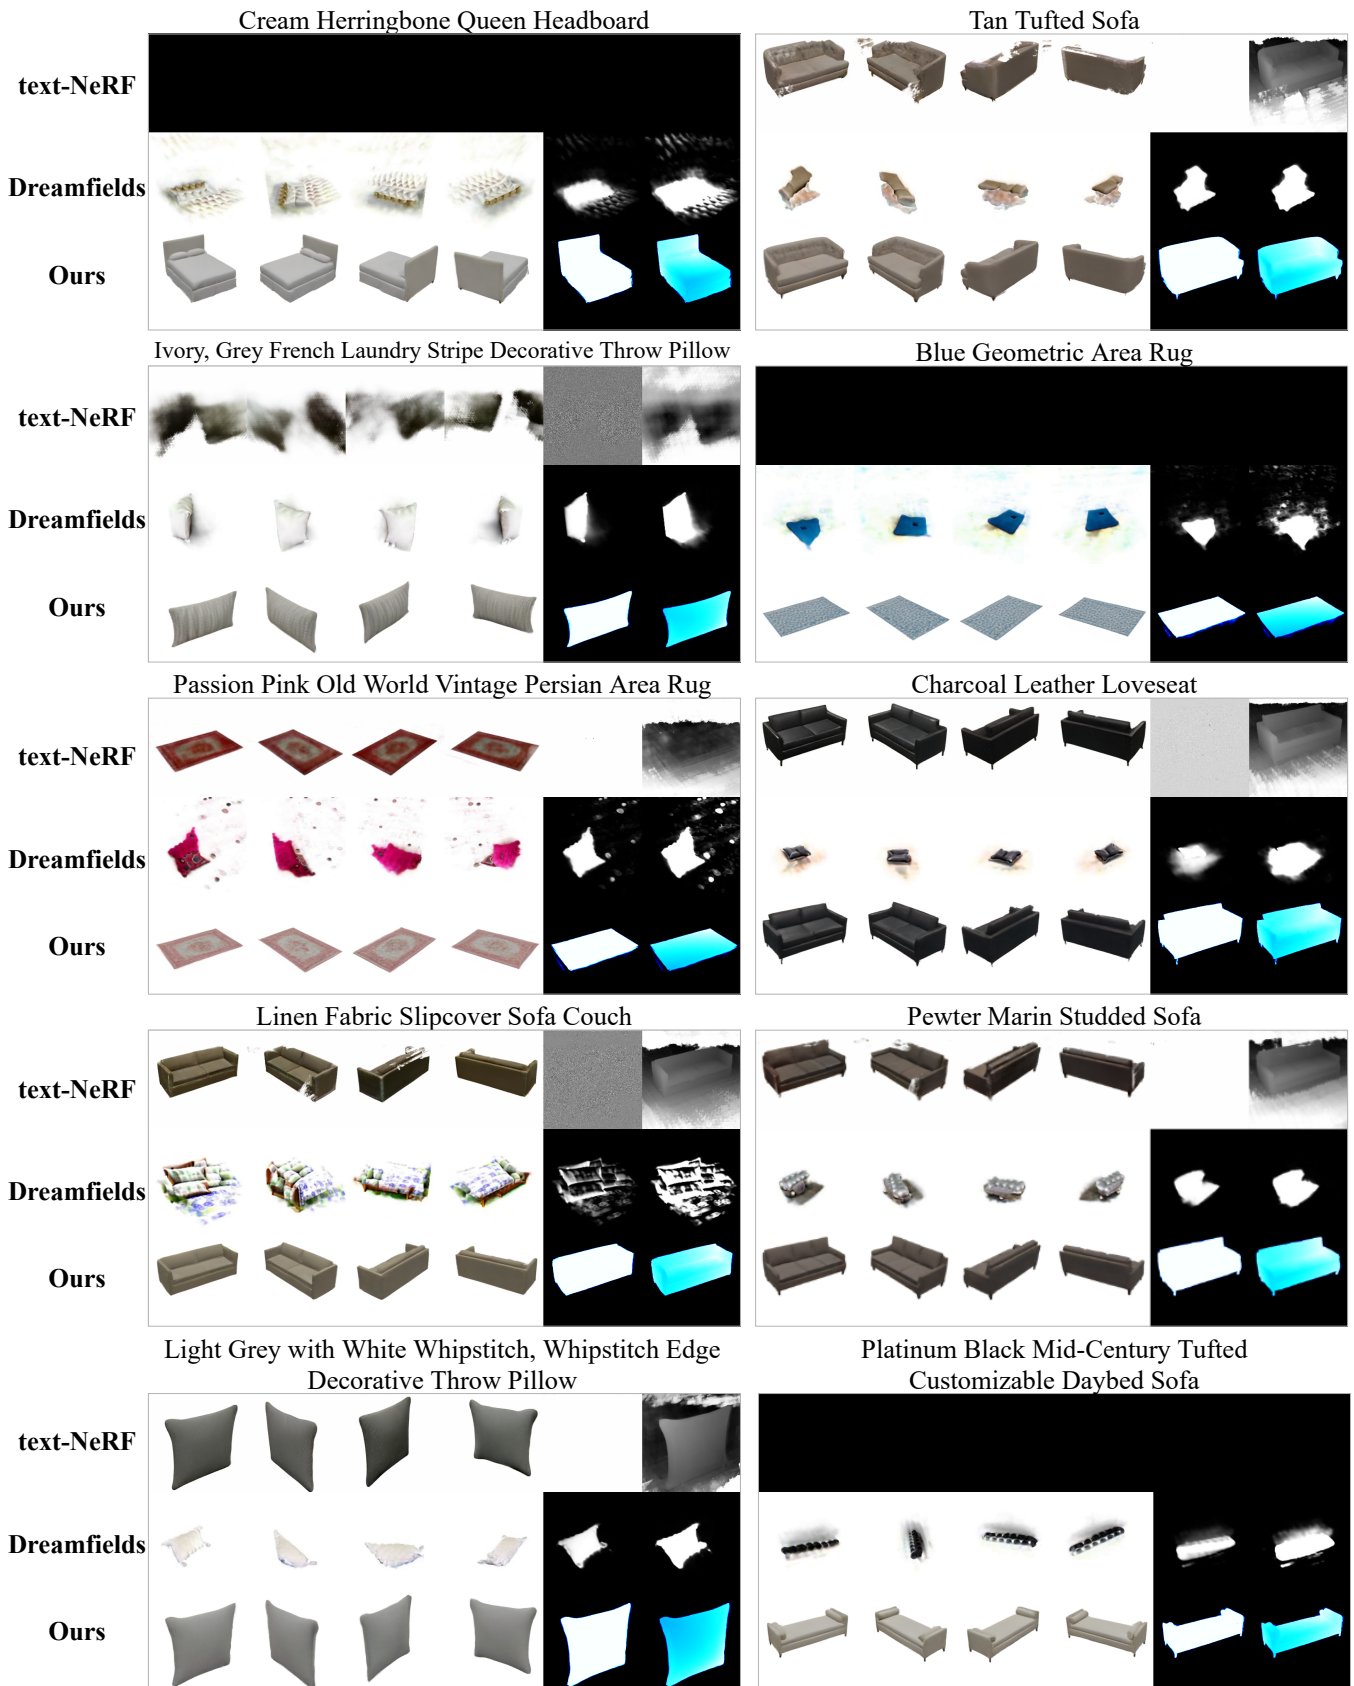 Cream Herringbone Queen Headboard
Tan Tufted Sofa
text-NeRF
Dreamfields
Ours
Ivory, Grey French Laundry Stripe Decorative Throw Pillow
Blue Geometric Area Rug
text-NeRF
Dreamfields
Ours
Passion Pink Old World Vintage Persian Area Rug
Charcoal Leather Loveseat
text-NeRF
Dreamfields
Ours
Linen Fabric Slipcover Sofa Couch
Pewter Marin Studded Sofa
text-NeRF
Dreamfields
Ours
Light Grey with White Whipstitch, Whipstitch Edge
Decorative Throw Pillow
Platinum Black Mid-Century Tufted
Customizable Daybed Sofa
text-NeRF
Dreamfields
Ours